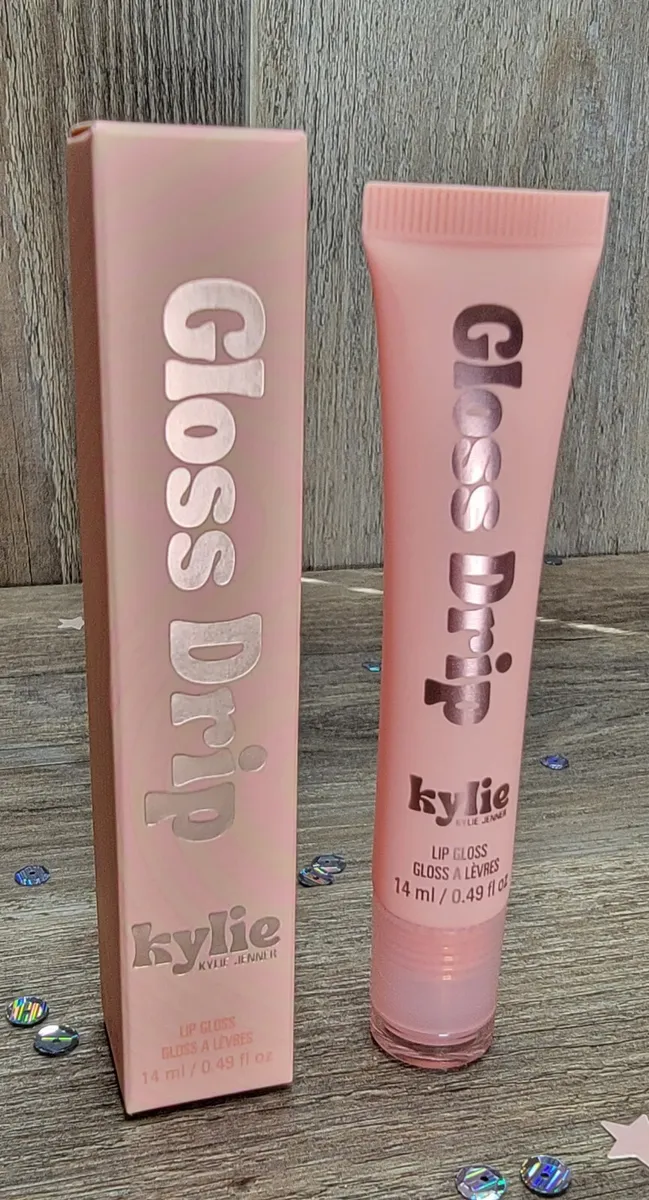 Gloss Drip
kylie
KYLIE JENNER
LIP GLOSS
GLOSS A LÈVRES
14 ml / 0.49 fl oz
Gloss Drip
kylie
KYLIE JENNER
LIP GLOSS
GLOSS A LÈVRES
14 ml / 0.49 fl oz